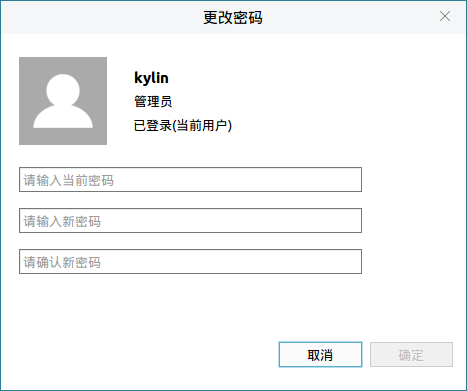 更改密码
kylin
管理员
已登录(当前用户)
请输入当前密码
请输入新密码
请确认新密码
取消 确定